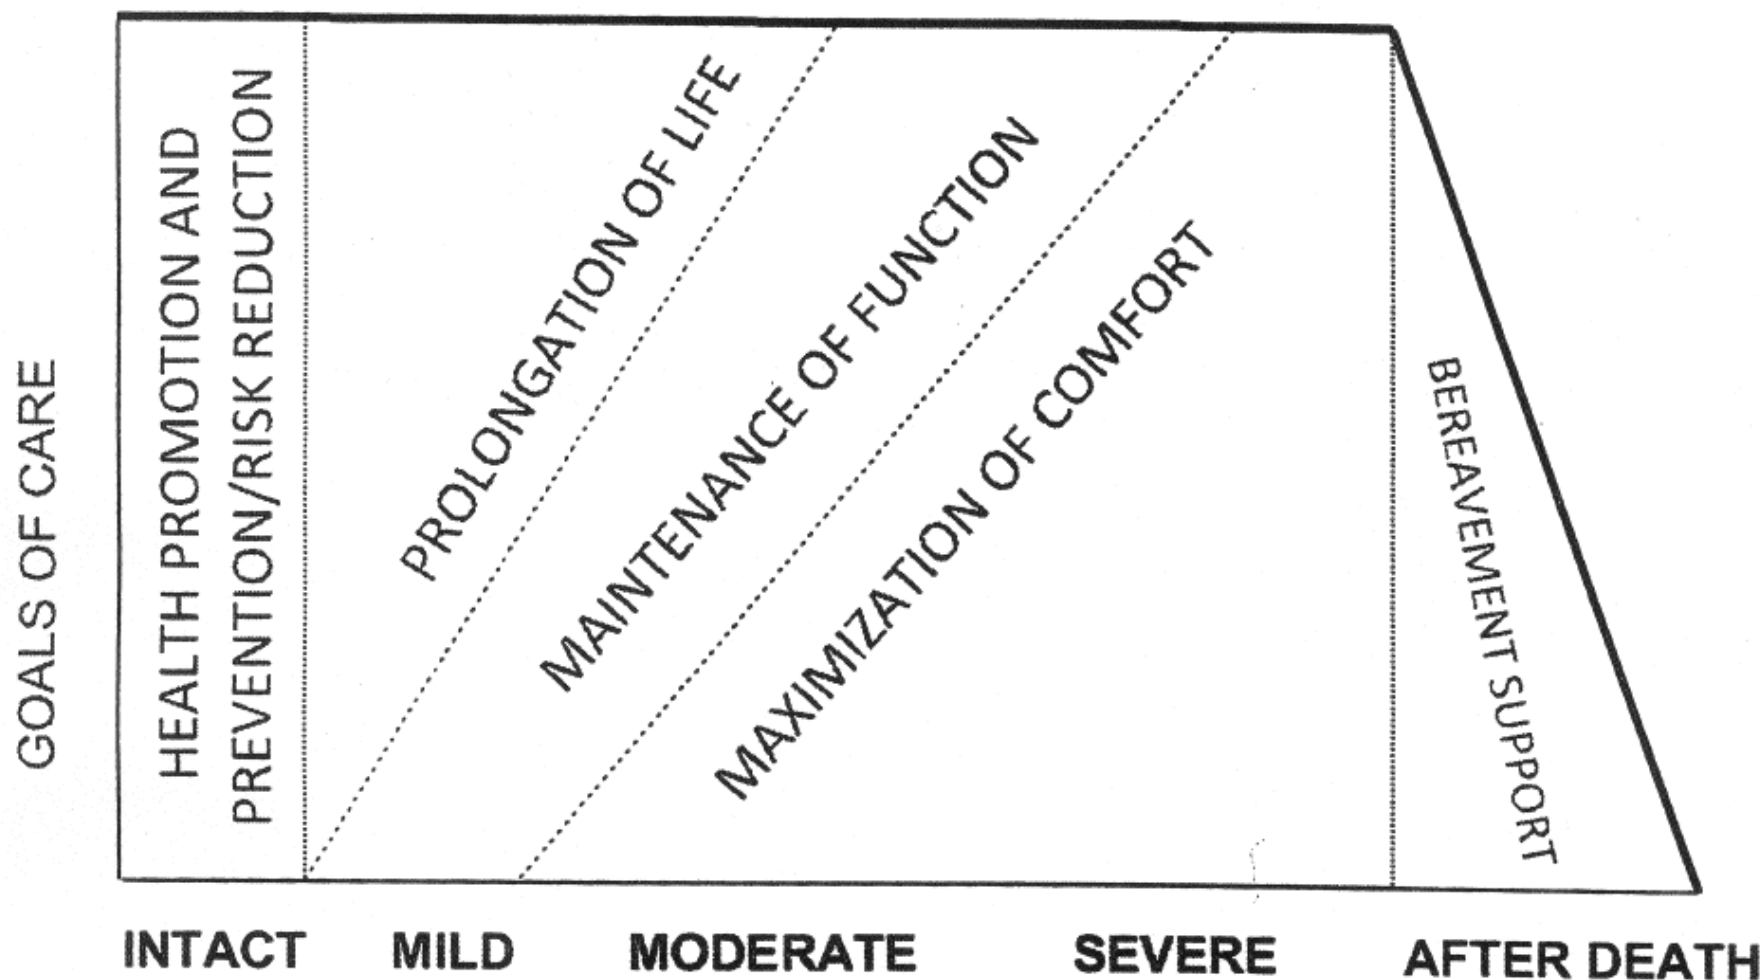 GOALS OF CARE
HEALTH PROMOTION AND
PREVENTION/RISK REDUCTION
PROLONGATION OF LIFE
MAINTENANCE OF FUNCTION
MAXIMIZATION OF COMFORT
BEREAVEMENT SUPPORT
INTACT MILD MODERATE SEVERE AFTER DEATH